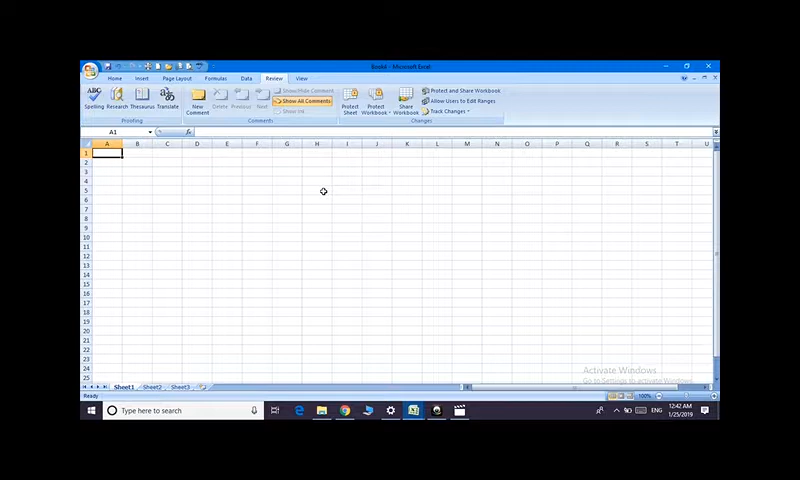 Book4 - Microsoft Excel
Home Insert Page Layout Formulas Data Review View
Spelling Research Thesaurus Translate
Proofing
New Comment Delete Previous Next
Show/Hide Comment
Show All Comments
Show Ink
Comments
Protect Sheet Protect Workbook Share Workbook
Protect and Share Workbook
Allow Users to Edit Ranges
Track Changes
Changes
A1
A B C D E F G H I J K L M N O P Q R S T U
1
2
3
4
5
6
7
8
9
10
11
12
13
14
15
16
17
18
19
20
21
22
23
24
25
Activate Windows
Go to Settings to activate Windows.
Sheet1 Sheet2 Sheet3
Ready 100%
Type here to search ENG 12:42 AM
1/25/2019